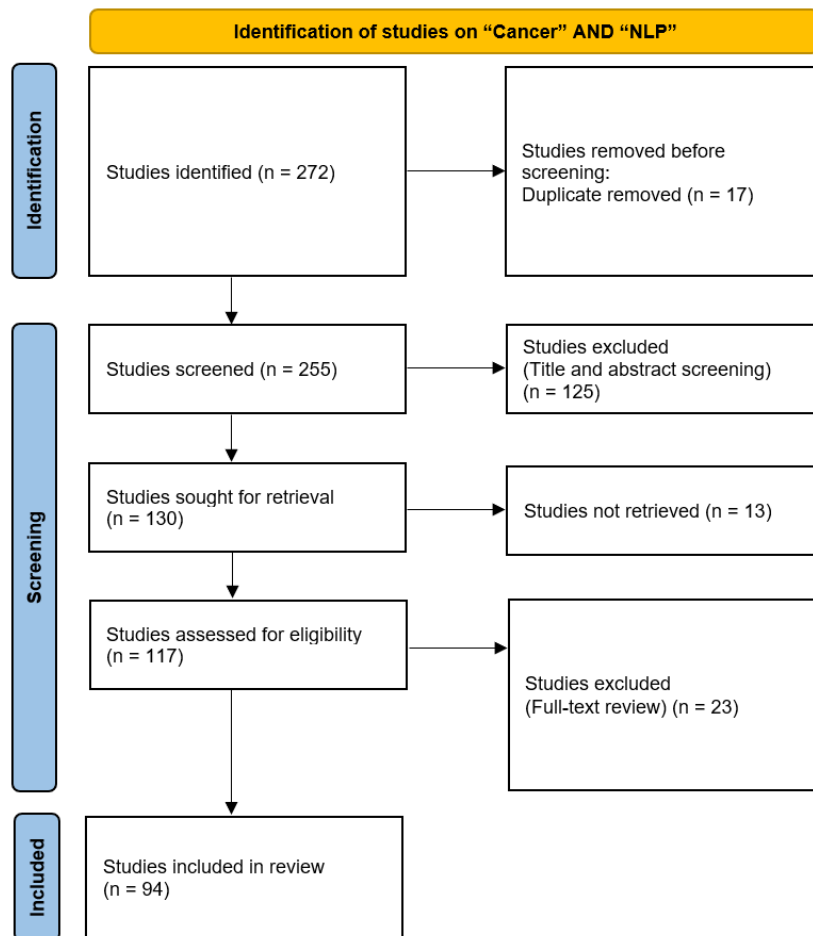 Identification of studies on “Cancer” AND “NLP”
Identification
Studies identified (n = 272)
Studies removed before
screening:
Duplicate removed (n = 17)
Screening
Studies screened (n = 255)
Studies excluded
(Title and abstract screening)
(n = 125)
Studies sought for retrieval
(n = 130)
Studies not retrieved (n = 13)
Studies assessed for eligibility
(n = 117)
Studies excluded
(Full-text review) (n = 23)
Included
Studies included in review
(n = 94)